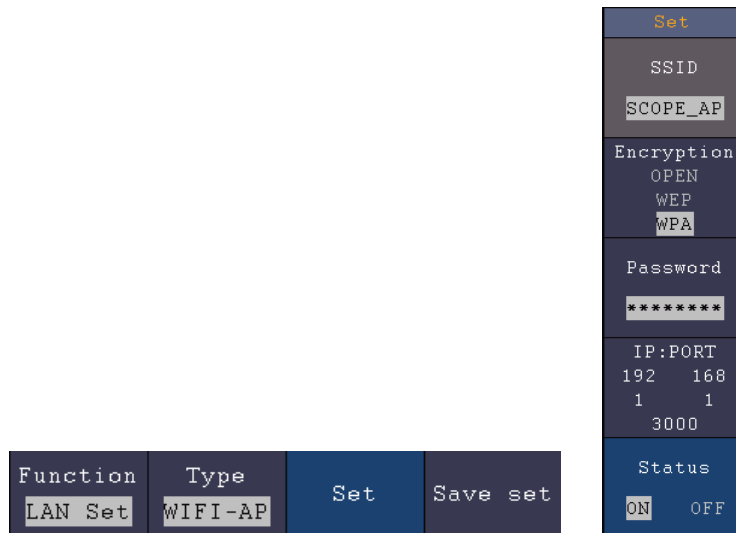 Set
SSID
SCOPE_AP
Encryption
OPEN
WEP
WPA
Password
********
IP:PORT
192 168
1 1
3000
Status
ON OFF
Function Type
LAN Set WIFI-AP Set Save set